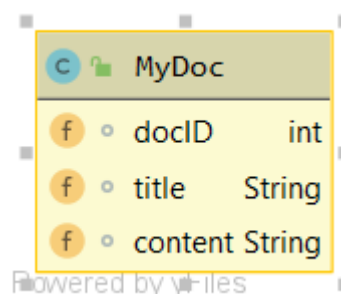 C MyDoc
f docID int
f title String
f content String
Powered by yFiles